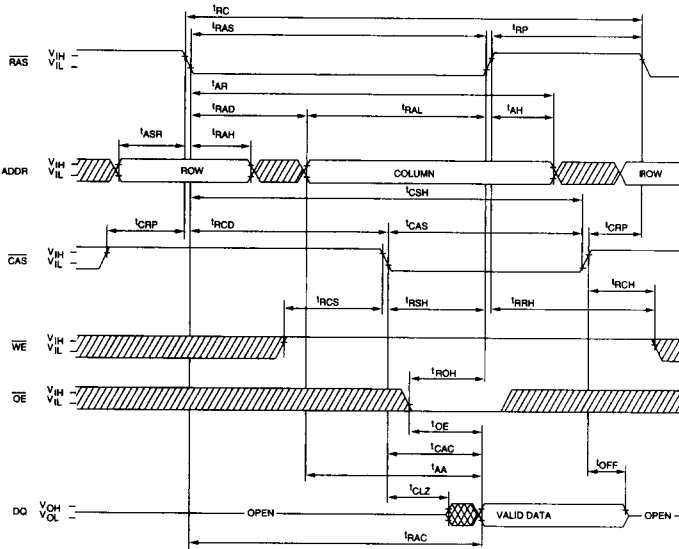 tRC
tRAS tRP
RAS VIH VIL
tAR
tRAD tRAL tAH
tASR tRAH
ADDR VIH VIL ROW COLUMN ROW
tCSH
tCRP tRCD tCAS tCRP
CAS VIH VIL
tRCH
tRCS tRSH tRRH
WE VIH VIL
tROH
OE VIH VIL
tOE
tCAC tOFF
tAA
tCLZ
DQ VOH VOL OPEN VALID DATA OPEN
tRAC